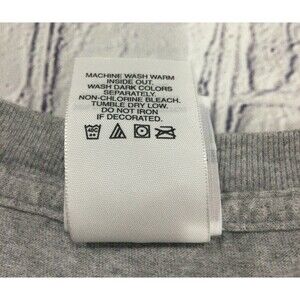 MACHINE WASH WARM
INSIDE OUT.
WASH DARK COLORS
SEPARATELY.
NON-CHLORINE BLEACH.
TUMBLE DRY LOW.
DO NOT IRON
IF DECORATED.